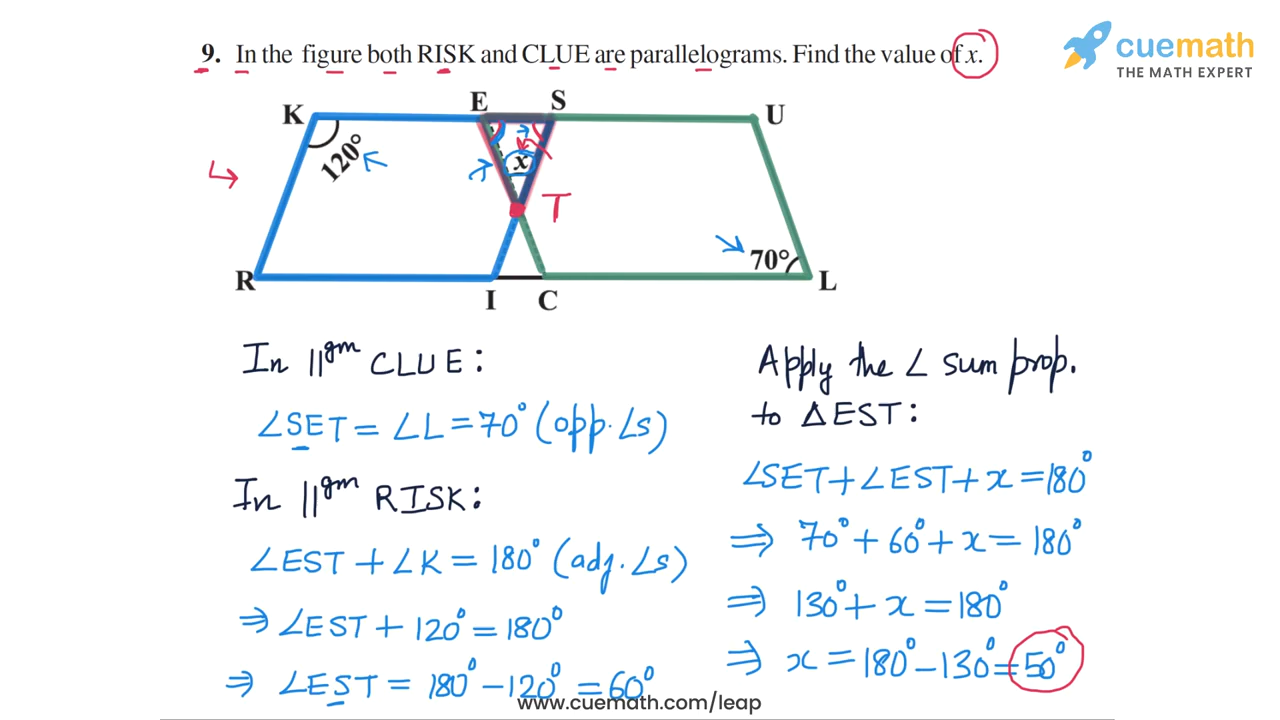 9. In the figure both RISK and CLUE are parallelograms. Find the value of x.
cuemath
THE MATH EXPERT
K E S U
120°
x
T
70°
R I C L
In ||gm CLUE:
∠SET = ∠L = 70° (opp. ∠s)
In ||gm RISK:
∠EST + ∠K = 180° (adj. ∠s)
⇒ ∠EST + 120° = 180°
⇒ ∠EST = 180° − 120° = 60°
Apply the ∠ sum prop.
to ΔEST:
∠SET + ∠EST + x = 180°
⇒ 70° + 60° + x = 180°
⇒ 130° + x = 180°
⇒ x = 180° − 130° = 50°
www.cuemath.com/leap